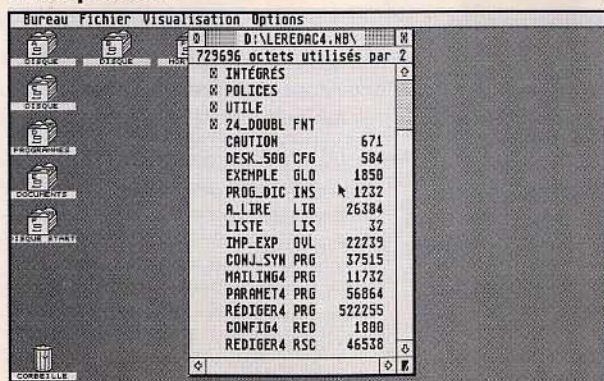 Bureau Fichier Visualisation Options
D:\LEREDAC4.NB\
729696 octets utilisés par 2
INTÉGRÉS
POLICES
UTILE
24_DOUBL FNT
CAUTION 671
DESK_500 CFG 584
EXEMPLE GLO 1850
PROG_DIC INS 1232
A_LIRE LIB 26384
LISTE LIS 32
IMP_EXP OVL 22239
CONJ_SYN PRG 37515
MAILING4 PRG 11732
PARAMET4 PRG 56864
RÉDIGER4 PRG 522255
CONFIG4 RED 1800
REDIGER4 RSC 46538
DISQUE
DISQUE
DISQUE
PROGRAMMES
DOCUMENTS
DISQUE START
CORBEILLE